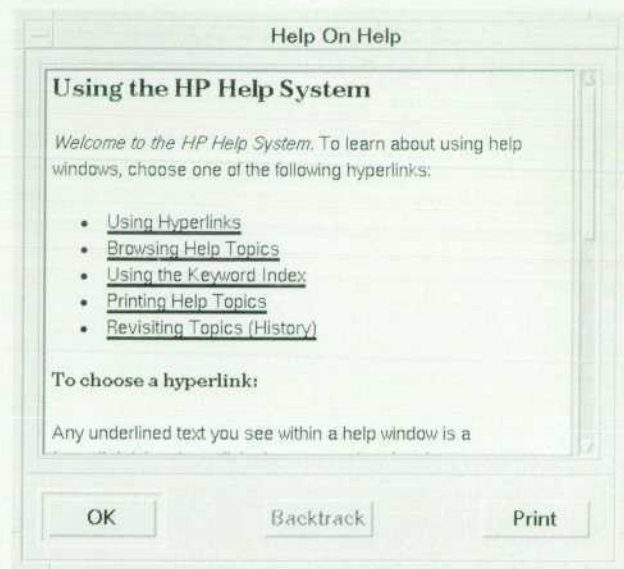 Help On Help
Using the HP Help System
Welcome to the HP Help System. To learn about using help
windows, choose one of the following hyperlinks:
• Using Hyperlinks
• Browsing Help Topics
• Using the Keyword Index
• Printing Help Topics
• Revisiting Topics (History)
To choose a hyperlink:
Any underlined text you see within a help window is a
OK
Backtrack
Print